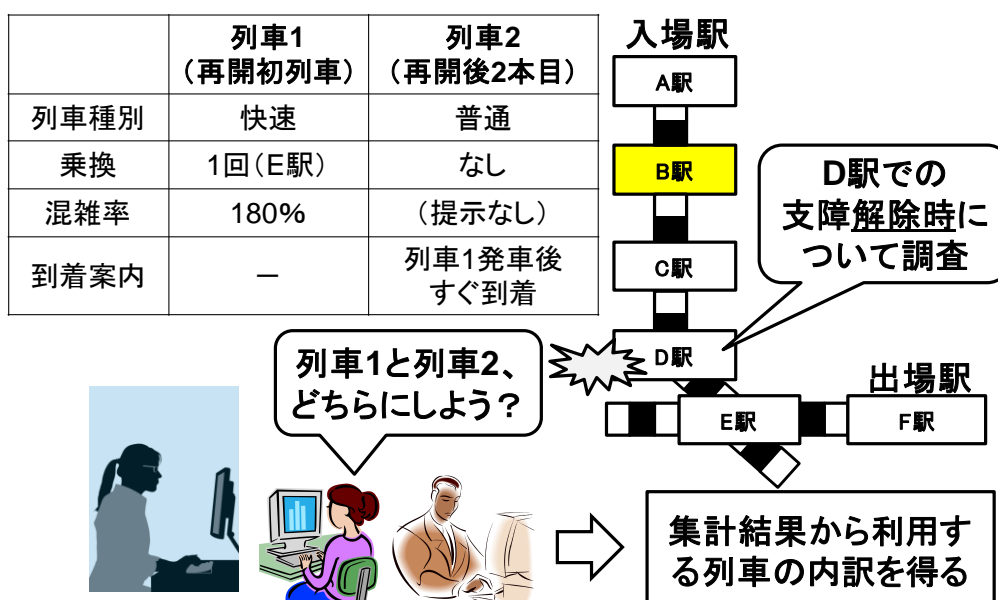 列車1
(再開初列車)
列車2
(再開後2本目)
列車種別
快速
普通
乗換
1回(E駅)
なし
混雑率
180%
(提示なし)
到着案内
－
列車1発車後
すぐ到着
入場駅
A駅
B駅
C駅
D駅
E駅
F駅
出場駅
D駅での
支障解除時に
ついて調査
列車1と列車2、
どちらにしよう？
集計結果から利用す
る列車の内訳を得る